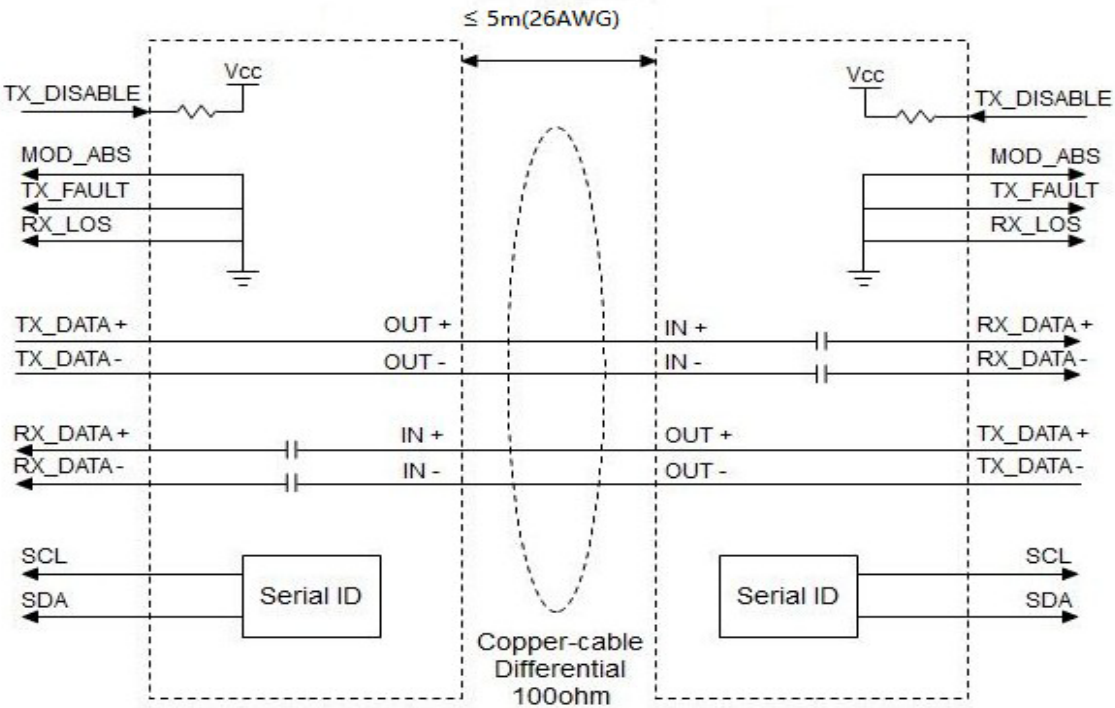 ≤ 5m(26AWG)
Vcc
Vcc
TX_DISABLE
TX_DISABLE
MOD_ABS
MOD_ABS
TX_FAULT
TX_FAULT
RX_LOS
RX_LOS
TX_DATA+
OUT +
IN +
RX_DATA+
TX_DATA-
OUT -
IN -
RX_DATA-
RX_DATA+
IN +
OUT +
TX_DATA+
RX_DATA-
IN -
OUT -
TX_DATA-
SCL
SCL
Serial ID
Serial ID
SDA
SDA
Copper-cable
Differential
100ohm